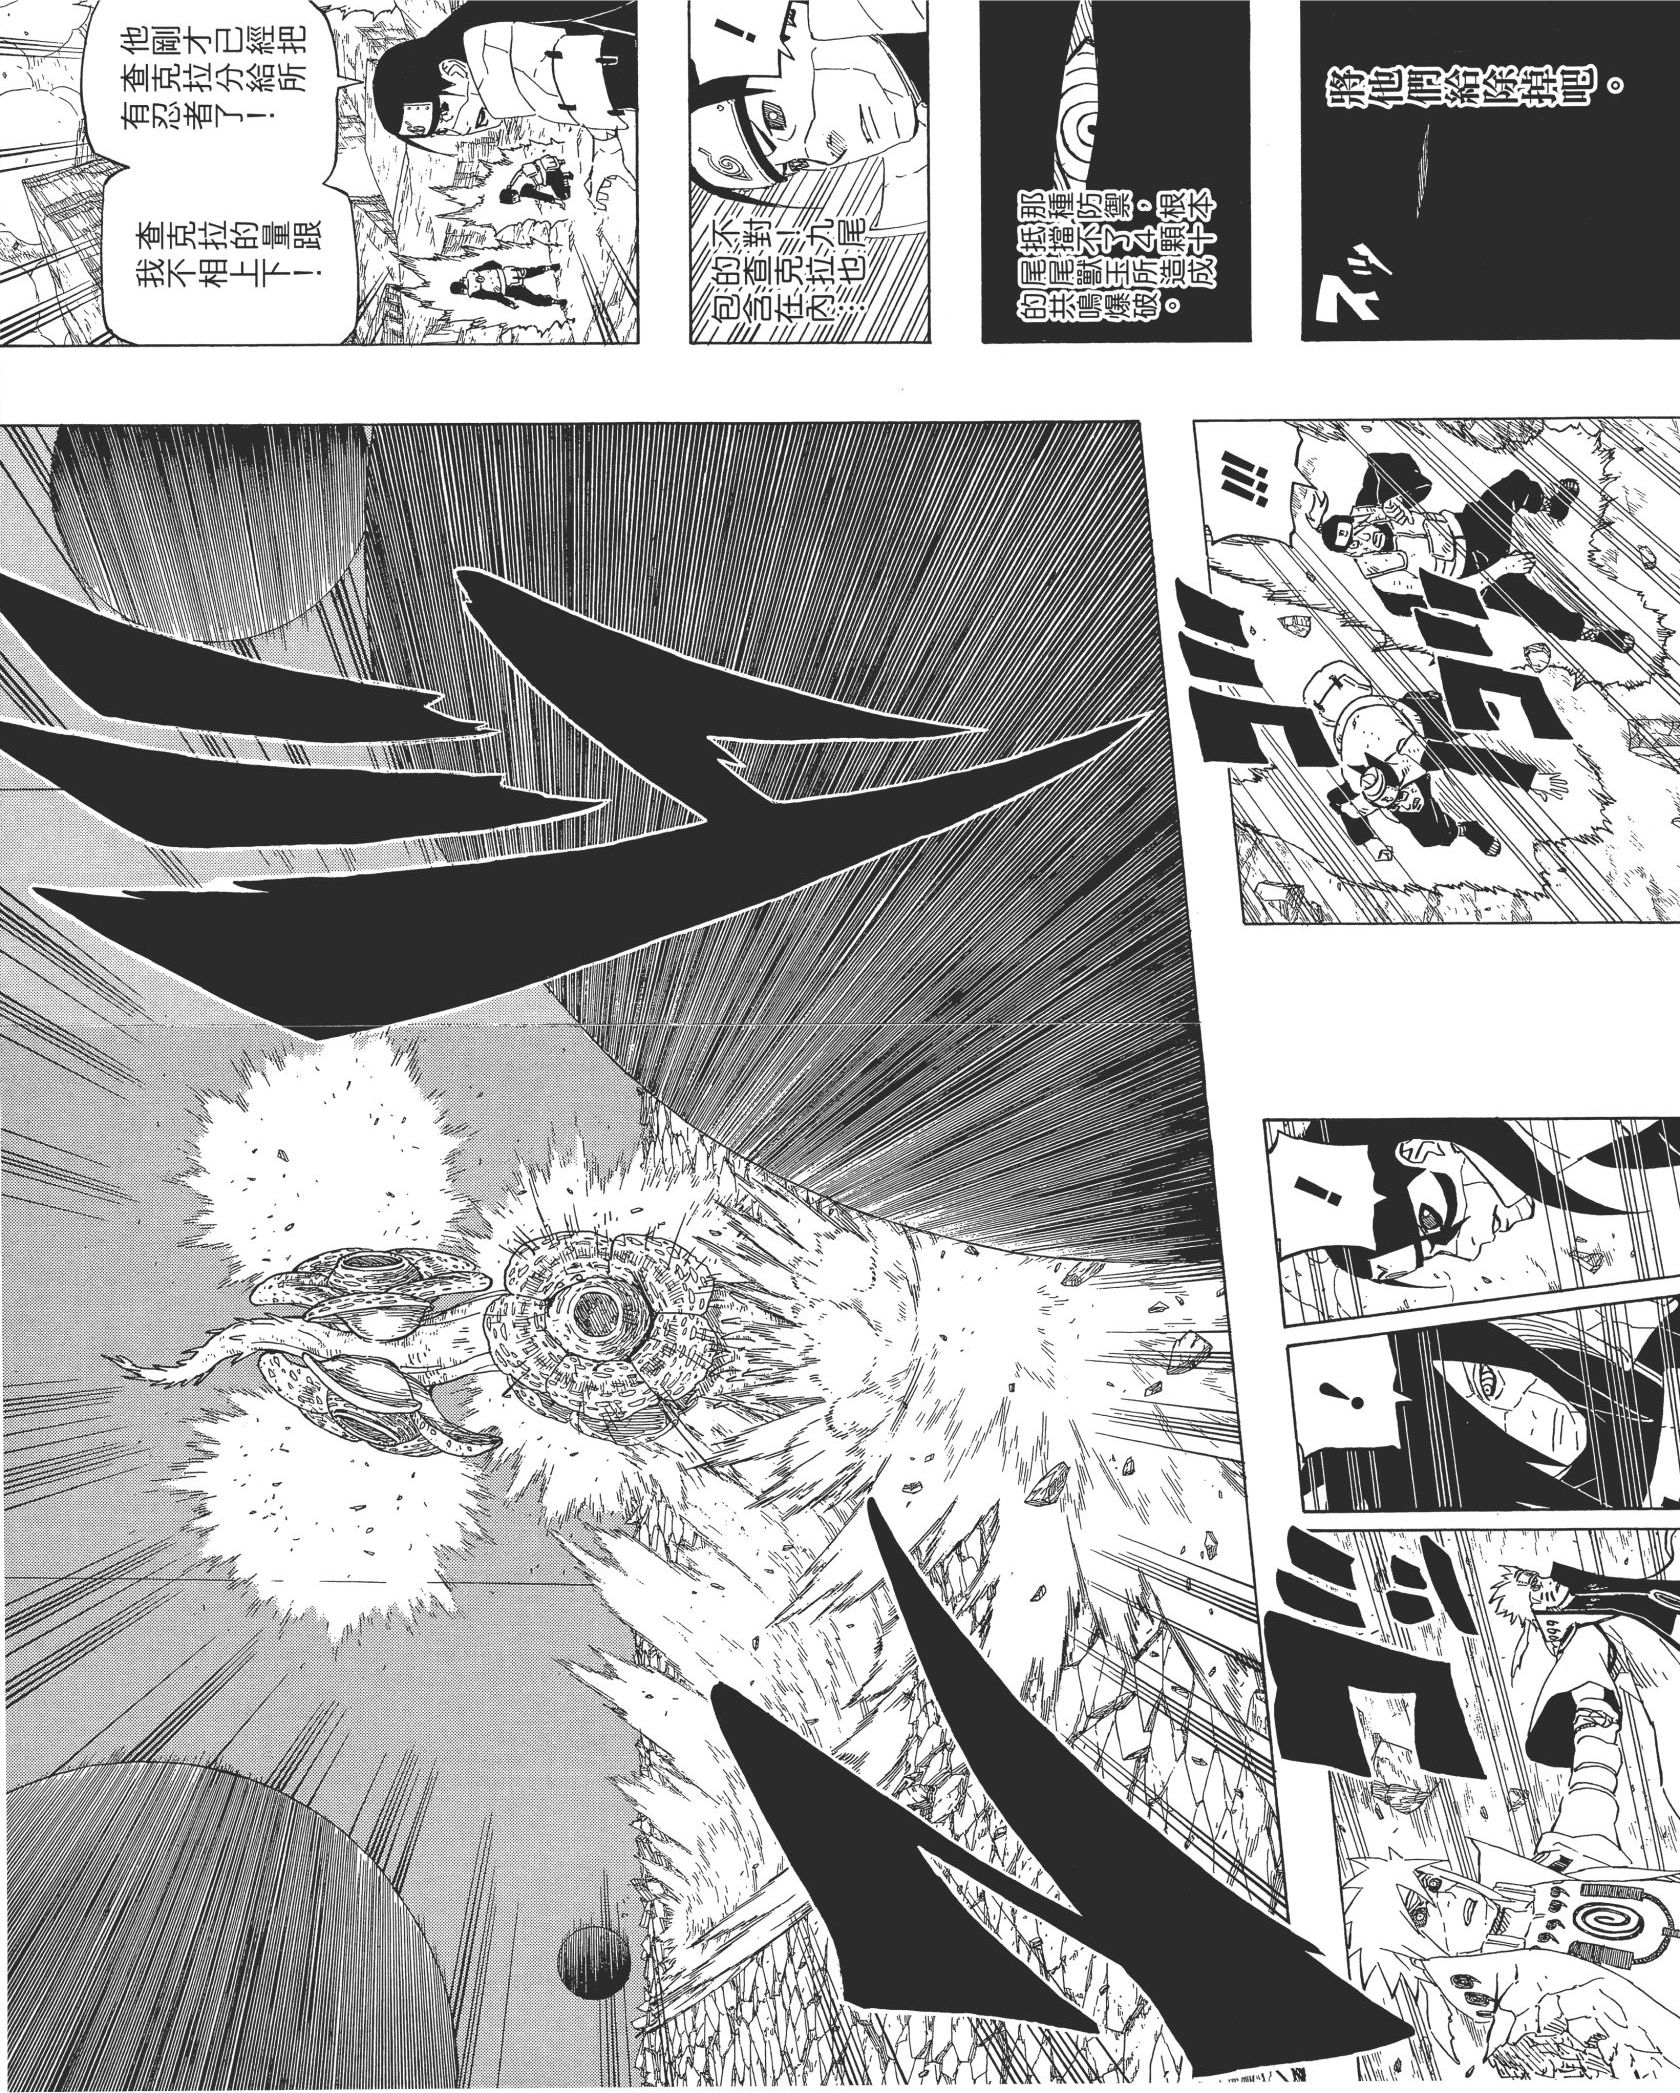 他剛才已經把
查克拉分給所
有忍者了！
查克拉的量跟
我不相上下！
！
不對！九尾
的查克拉也
包含在內…
那種防禦，根本
抵擋不了4顆十
尾尾獸玉所造成
的共鳴爆破。
將他們給除掉吧。
スッ
!!!
！
！